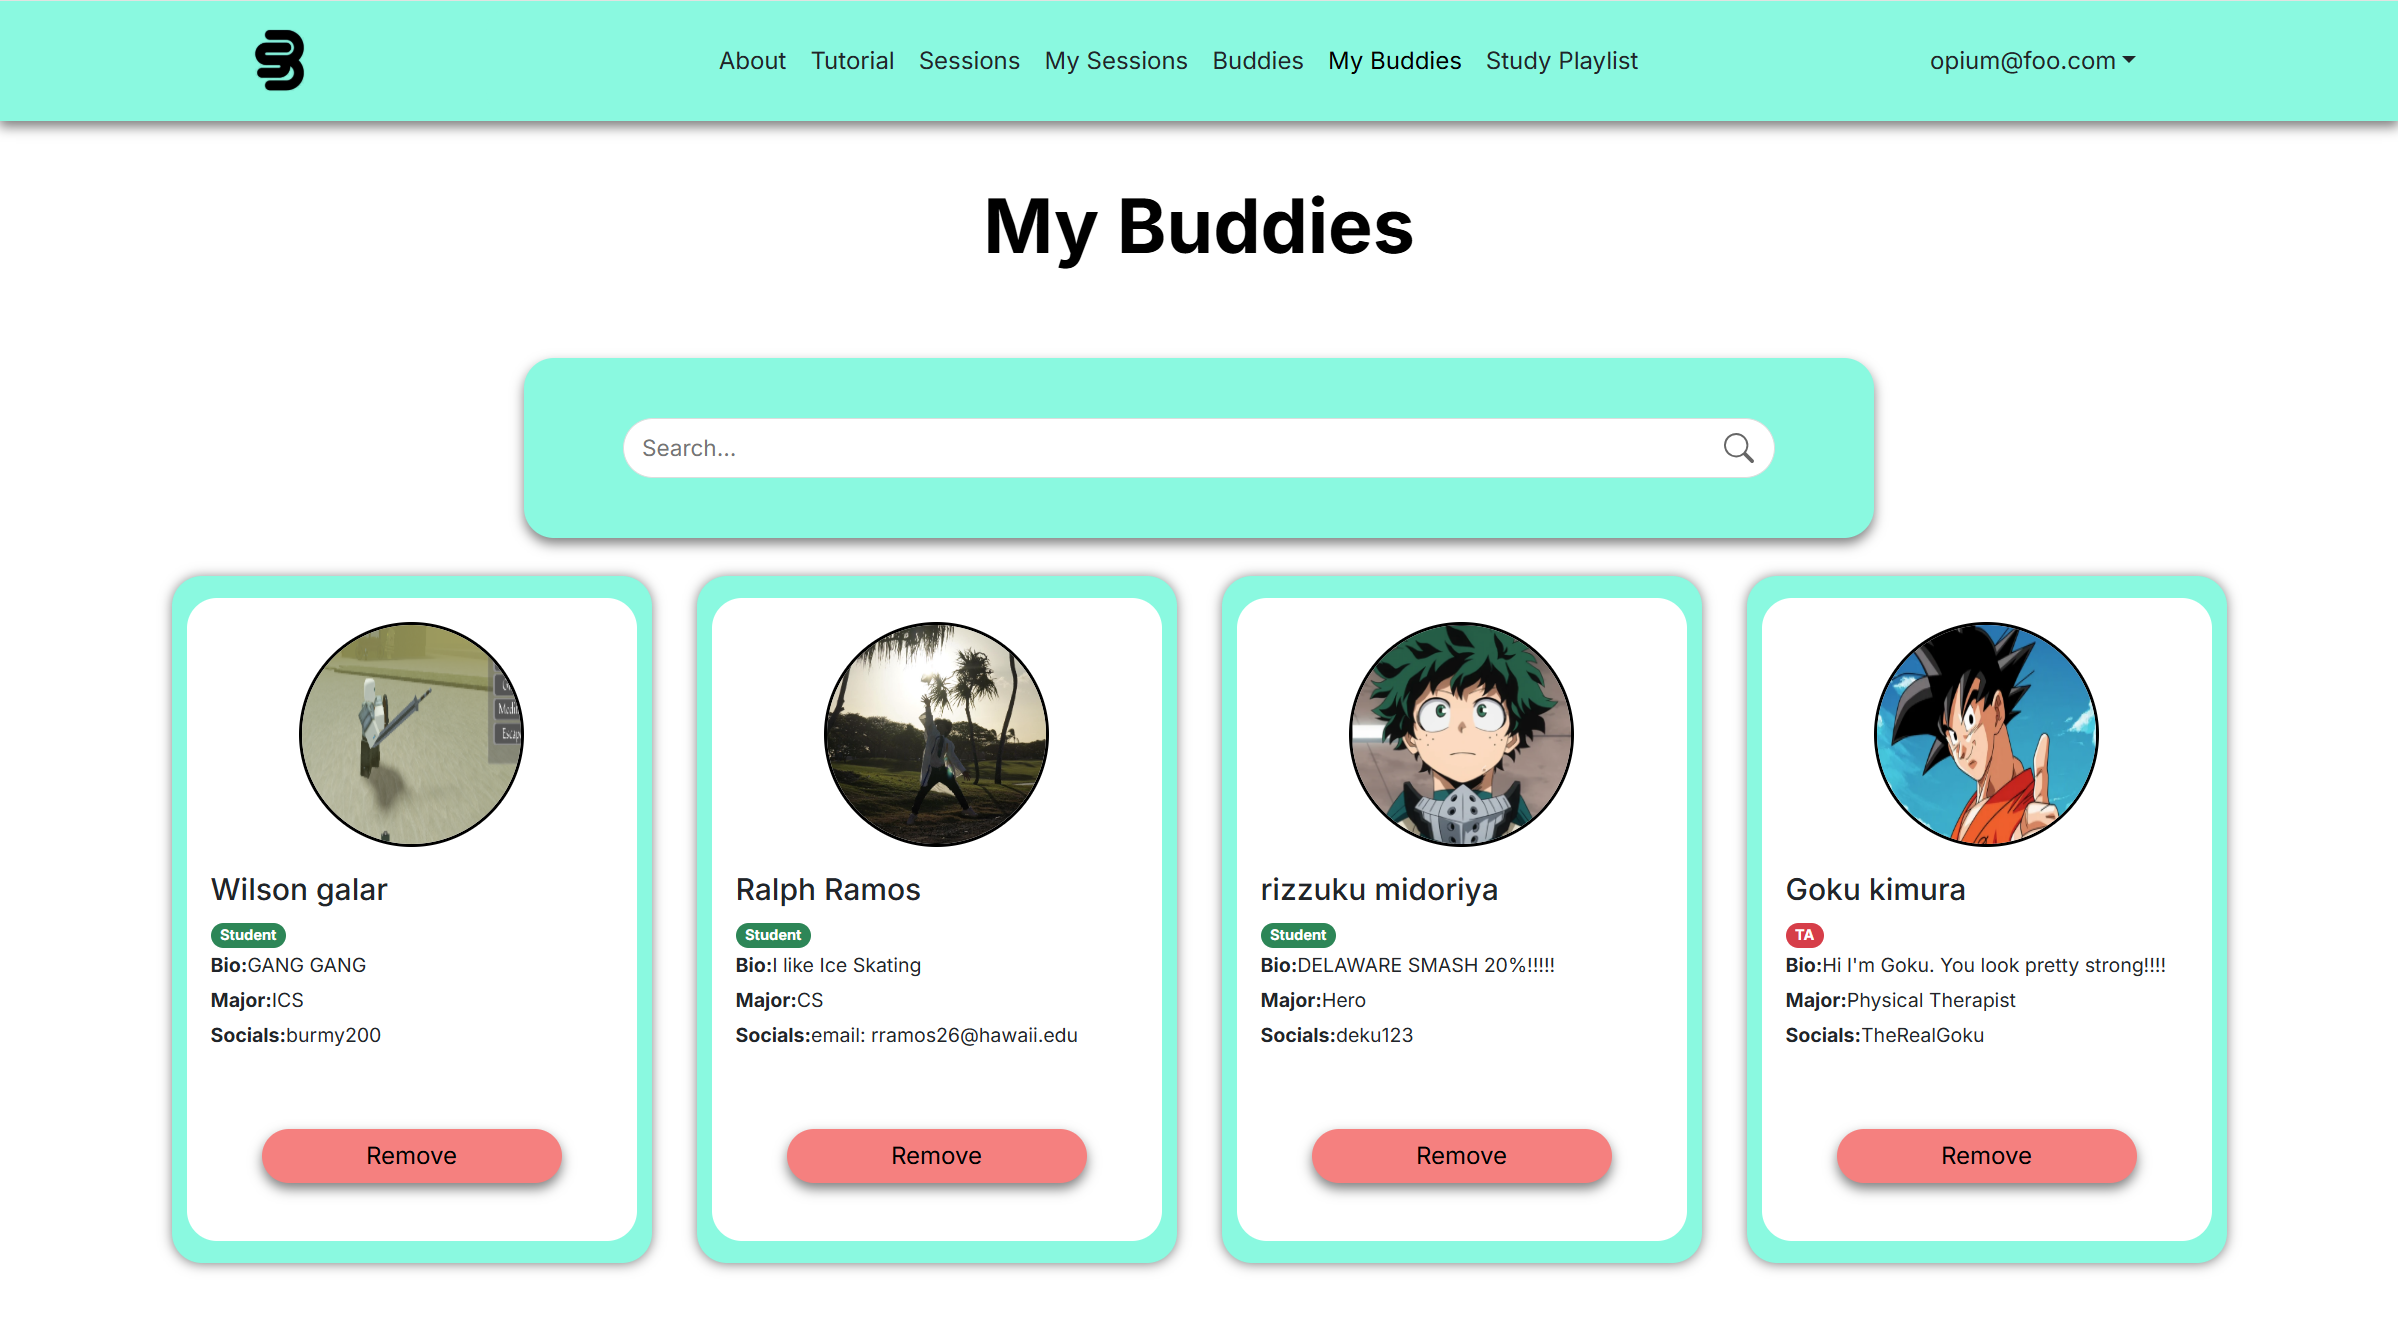 About Tutorial Sessions My Sessions Buddies My Buddies Study Playlist opium@foo.com
My Buddies
Search...
Wilson galar
Student
Bio:GANG GANG
Major:ICS
Socials:burmy200
Remove
Ralph Ramos
Student
Bio:I like Ice Skating
Major:CS
Socials:email: rramos26@hawaii.edu
Remove
rizzuku midoriya
Student
Bio:DELAWARE SMASH 20%!!!!!
Major:Hero
Socials:deku123
Remove
Goku kimura
TA
Bio:Hi I'm Goku. You look pretty strong!!!!
Major:Physical Therapist
Socials:TheRealGoku
Remove